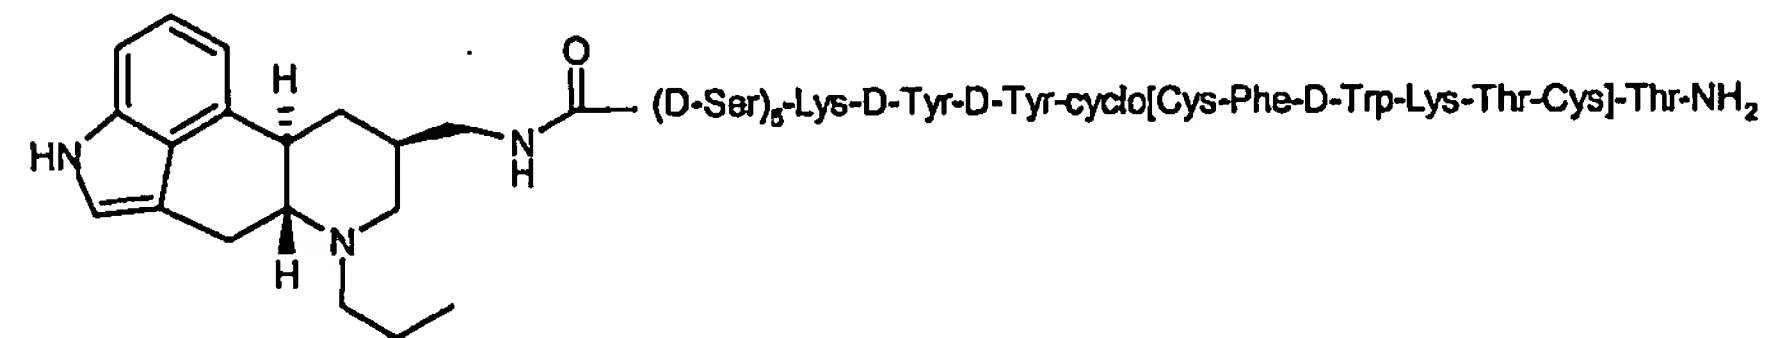 O
H
(D-Ser)₅-Lys-D-Tyr-D-Tyr-cyclo[Cys-Phe-D-Trp-Lys-Thr-Cys]-Thr-NH₂
HN
N
H
N
H